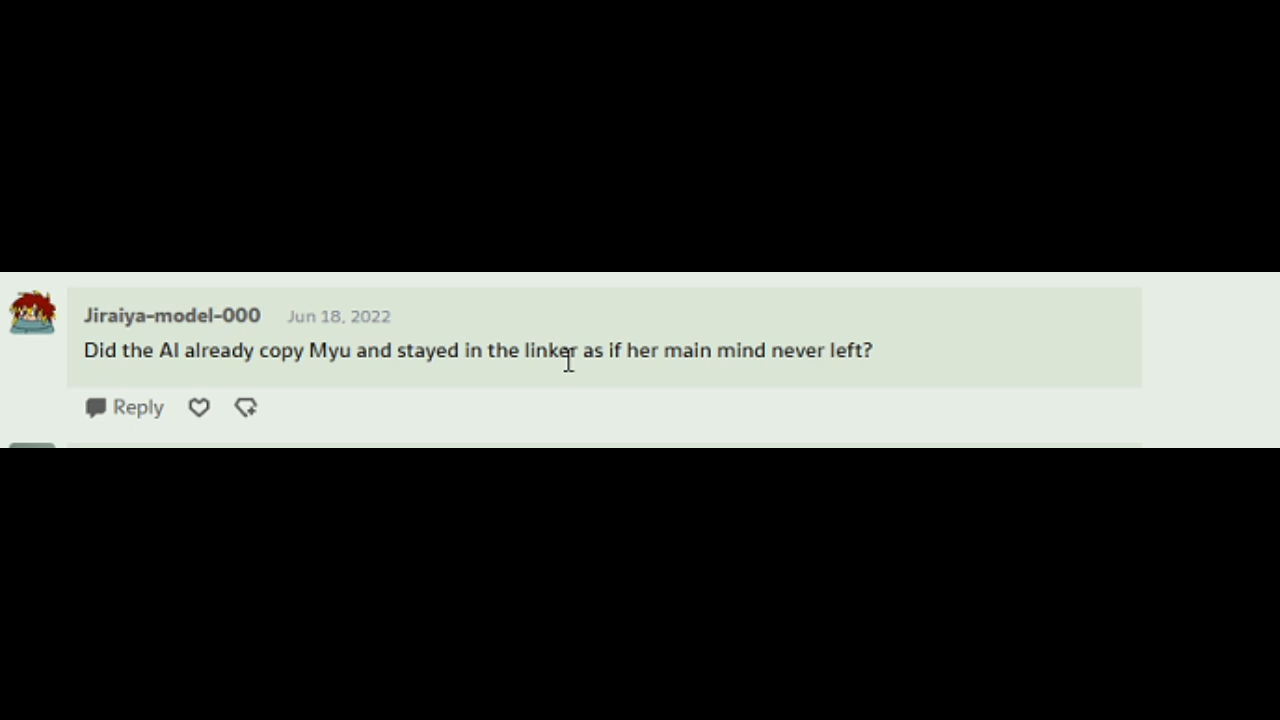 Jiraiya-model-000 Jun 18, 2022
Did the AI already copy Myu and stayed in the linker as if her main mind never left?
Reply